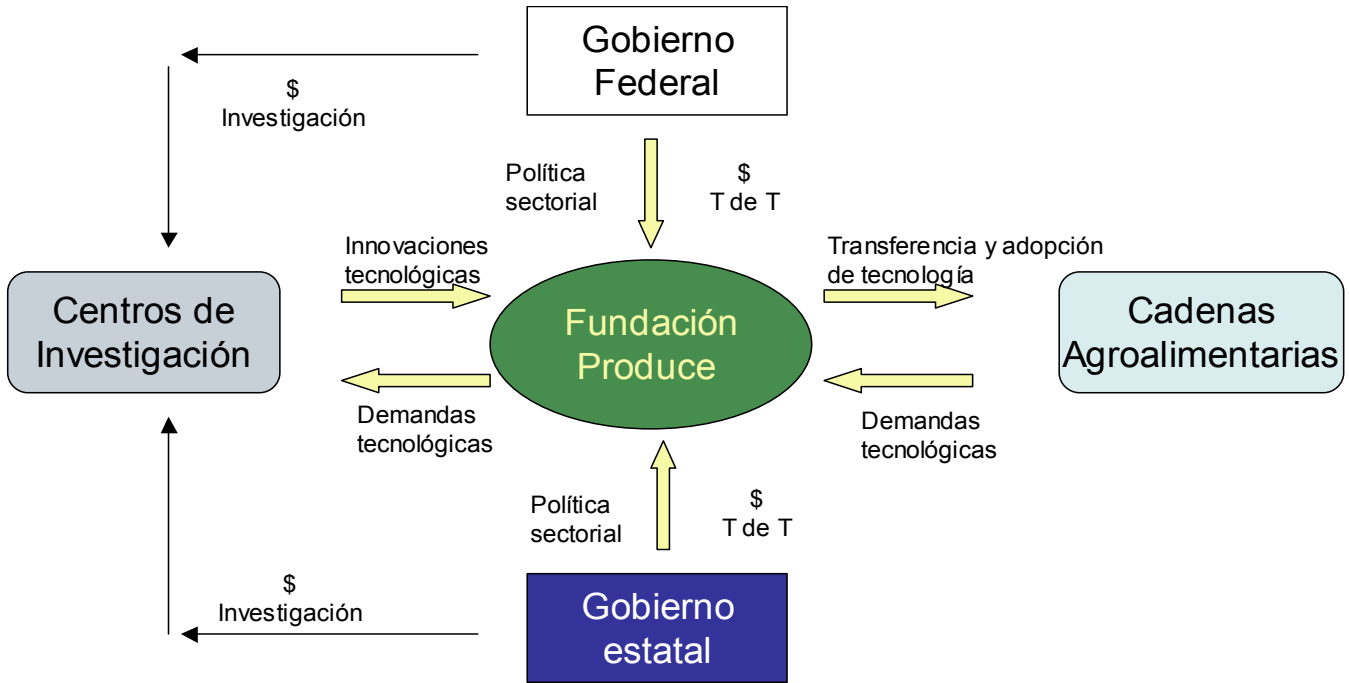 Gobierno
Federal
$
Investigación
Política
sectorial
$
T de T
Innovaciones
tecnológicas
Transferencia y adopción
de tecnología
Centros de
Investigación
Fundación
Produce
Cadenas
Agroalimentarias
Demandas
tecnológicas
Demandas
tecnológicas
Política
sectorial
$
T de T
$
Investigación
Gobierno
estatal